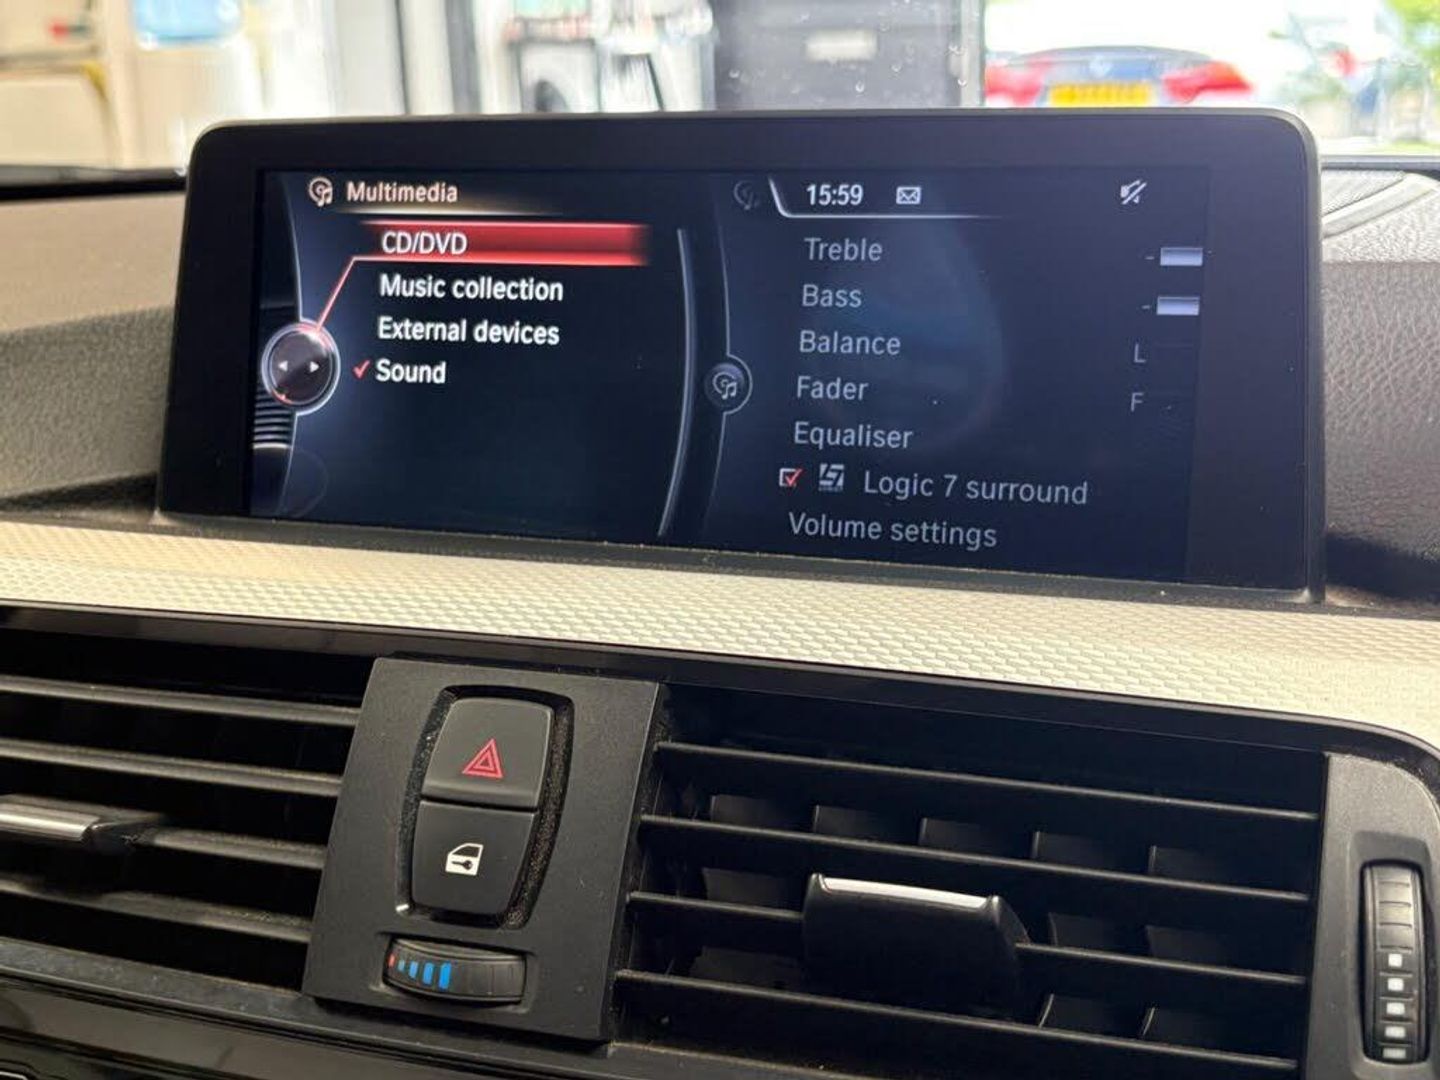 Multimedia
CD/DVD
Music collection
External devices
Sound
15:59
Treble
Bass
Balance L
Fader F
Equaliser
Logic 7 surround
Volume settings